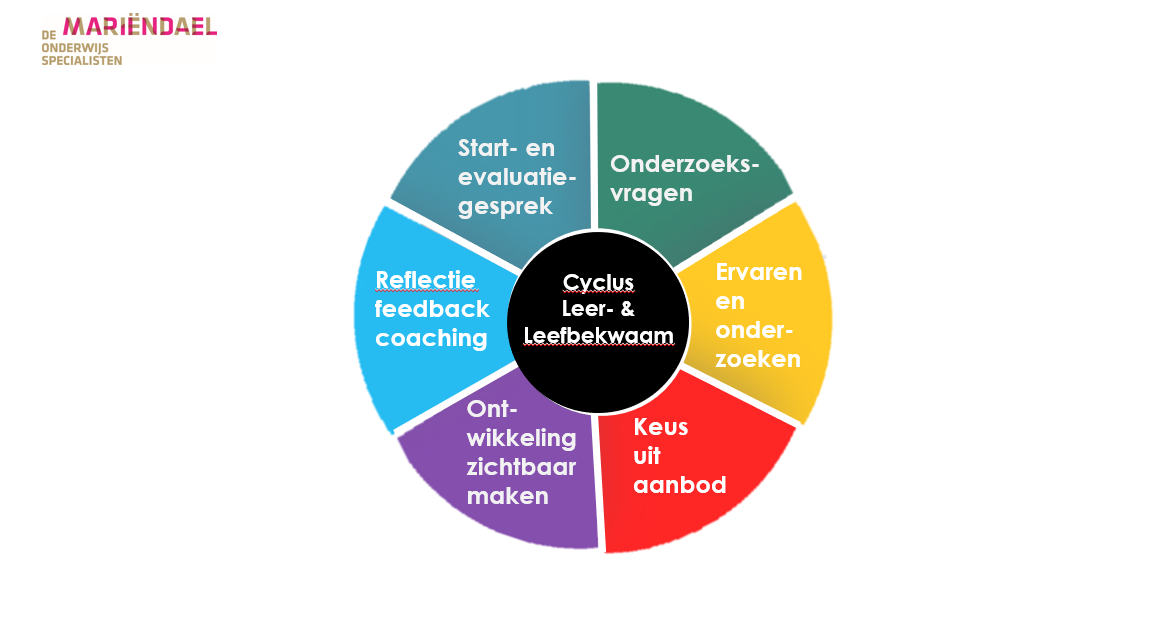 MARIËNDAEL
DE
ONDERWIJS
SPECIALISTEN
Start- en
evaluatie-
gesprek
Onderzoeks-
vragen
Ervaren
en
onder-
zoeken
Keus
uit
aanbod
Ont-
wikkeling
zichtbaar
maken
Reflectie
feedback
coaching
Cyclus
Leer- &
Leefbekwaam